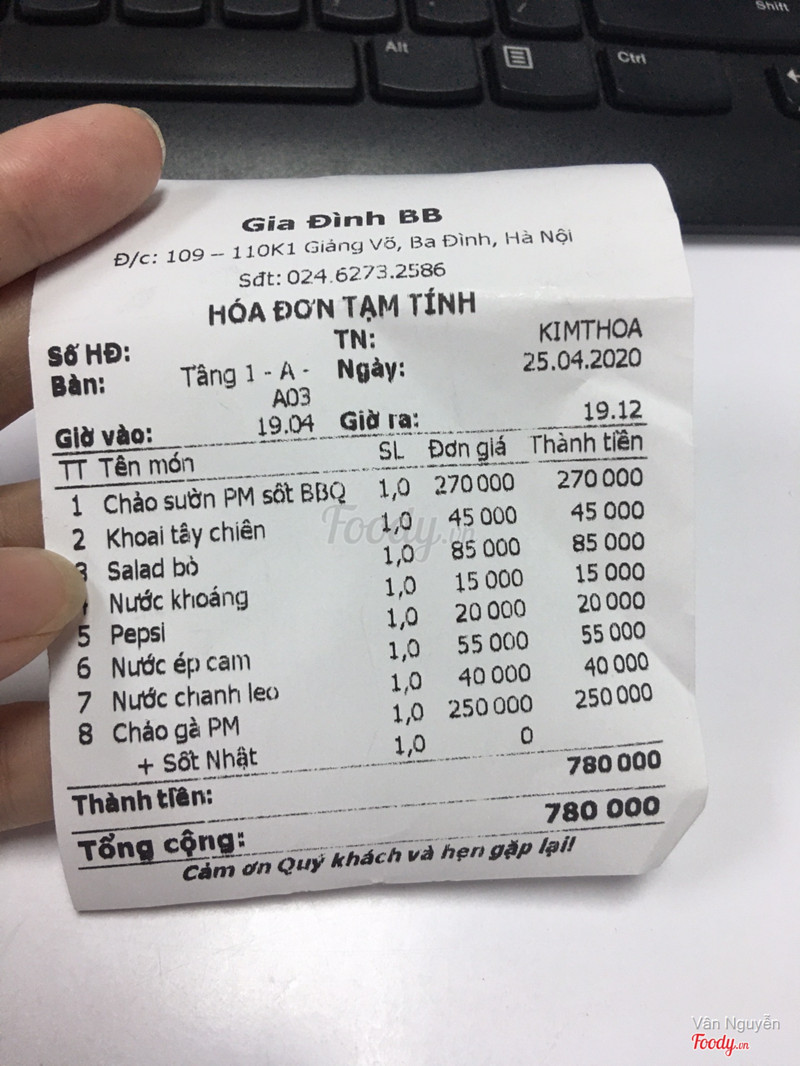 Shift
Alt
Ctrl
Gia Đình BB
Đ/c: 109 – 110K1 Giảng Võ, Ba Đình, Hà Nội
Sđt: 024.6273.2586
HÓA ĐƠN TẠM TÍNH
Số HĐ: TN: KIMTHOA
Bàn: Tầng 1 - A - Ngày: 25.04.2020
A03
Giờ vào: 19.04 Giờ ra: 19.12
TT Tên món SL Đơn giá Thành tiền
1 Chảo sườn PM sốt BBQ 1,0 270 000 270 000
2 Khoai tây chiên 1,0 45 000 45 000
3 Salad bò 1,0 85 000 85 000
4 Nước khoáng 1,0 15 000 15 000
5 Pepsi 1,0 20 000 20 000
6 Nước ép cam 1,0 55 000 55 000
7 Nước chanh leo 1,0 40 000 40 000
8 Chảo gà PM 1,0 250 000 250 000
+ Sốt Nhật 1,0 0
Thành tiền: 780 000
Tổng cộng: 780 000
Cảm ơn Quý khách và hẹn gặp lại!
Foody.vn
Vân Nguyễn
Foody.vn